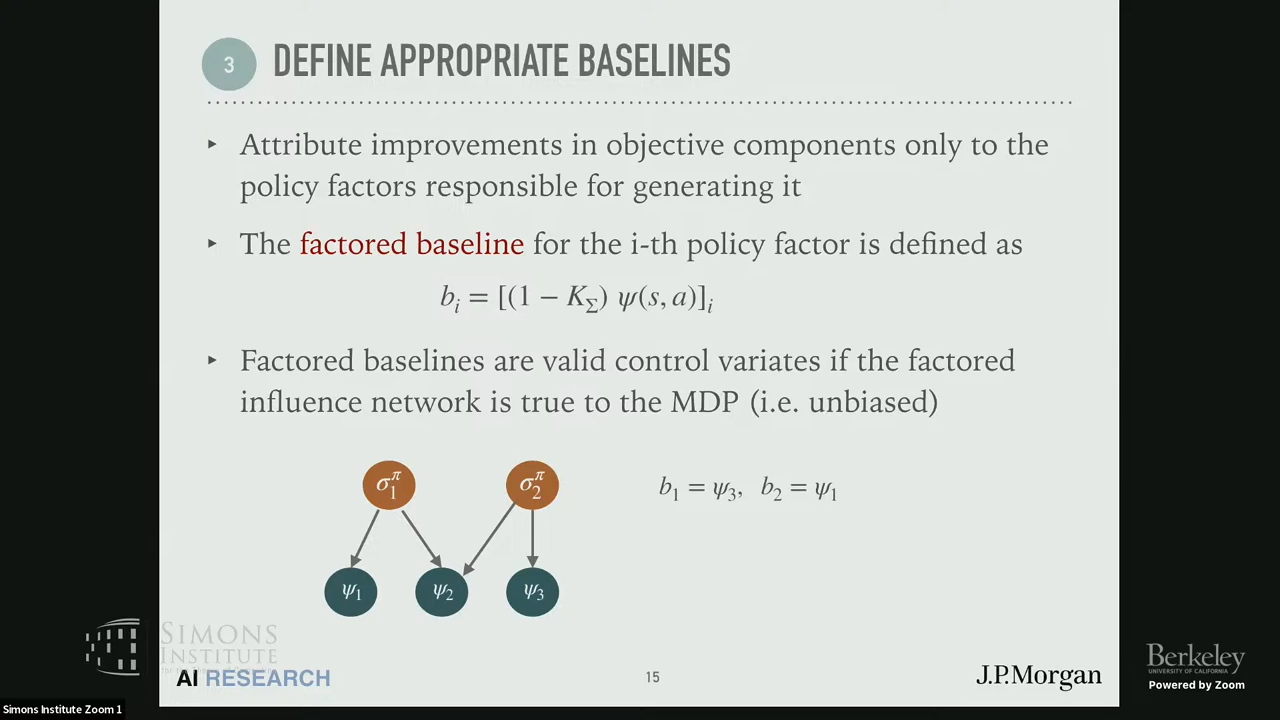 3
DEFINE APPROPRIATE BASELINES
▸ Attribute improvements in objective components only to the
policy factors responsible for generating it
▸ The factored baseline for the i-th policy factor is defined as
b_i = [(1 − K_Σ) ψ(s, a)]_i
▸ Factored baselines are valid control variates if the factored
influence network is true to the MDP (i.e. unbiased)
σ_1^π σ_2^π
b_1 = ψ_3, b_2 = ψ_1
ψ_1 ψ_2 ψ_3
SIMONS
INSTITUTE
AI RESEARCH
15
J.P.Morgan
Berkeley
UNIVERSITY OF CALIFORNIA
Powered by Zoom
Simons Institute Zoom 1